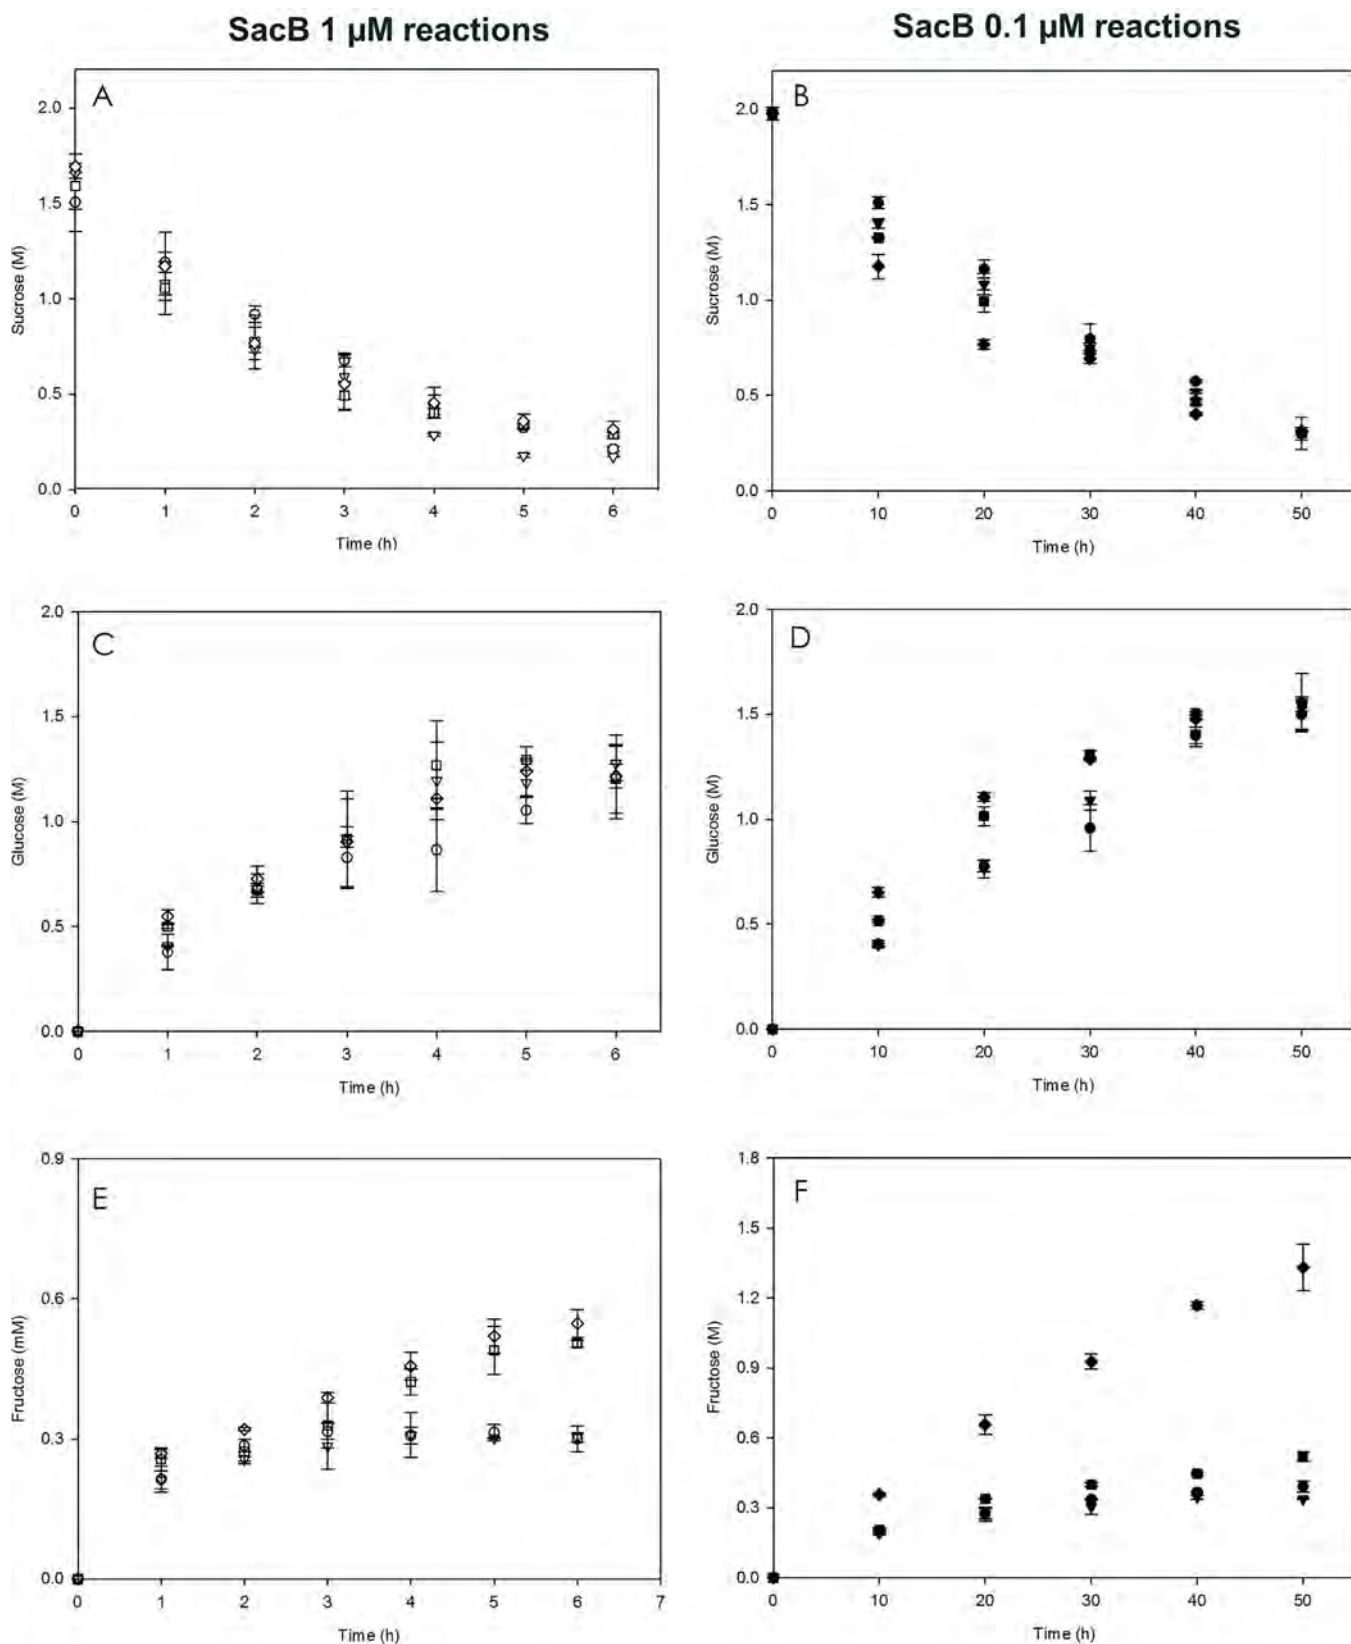 SacB 1 µM reactions
SacB 0.1 µM reactions
A
2.0
1.5
1.0
0.5
0.0
Sucrose (M)
0 1 2 3 4 5 6
Time (h)
B
2.0
1.5
1.0
0.5
0.0
Sucrose (M)
0 10 20 30 40 50
Time (h)
C
2.0
1.5
1.0
0.5
0.0
Glucose (M)
0 1 2 3 4 5 6
Time (h)
D
2.0
1.5
1.0
0.5
0.0
Glucose (M)
0 10 20 30 40 50
Time (h)
E
0.9
0.6
0.3
0.0
Fructose (mM)
0 1 2 3 4 5 6 7
Time (h)
F
1.8
1.5
1.2
0.9
0.6
0.3
0.0
Fructose (M)
0 10 20 30 40 50
Time (h)